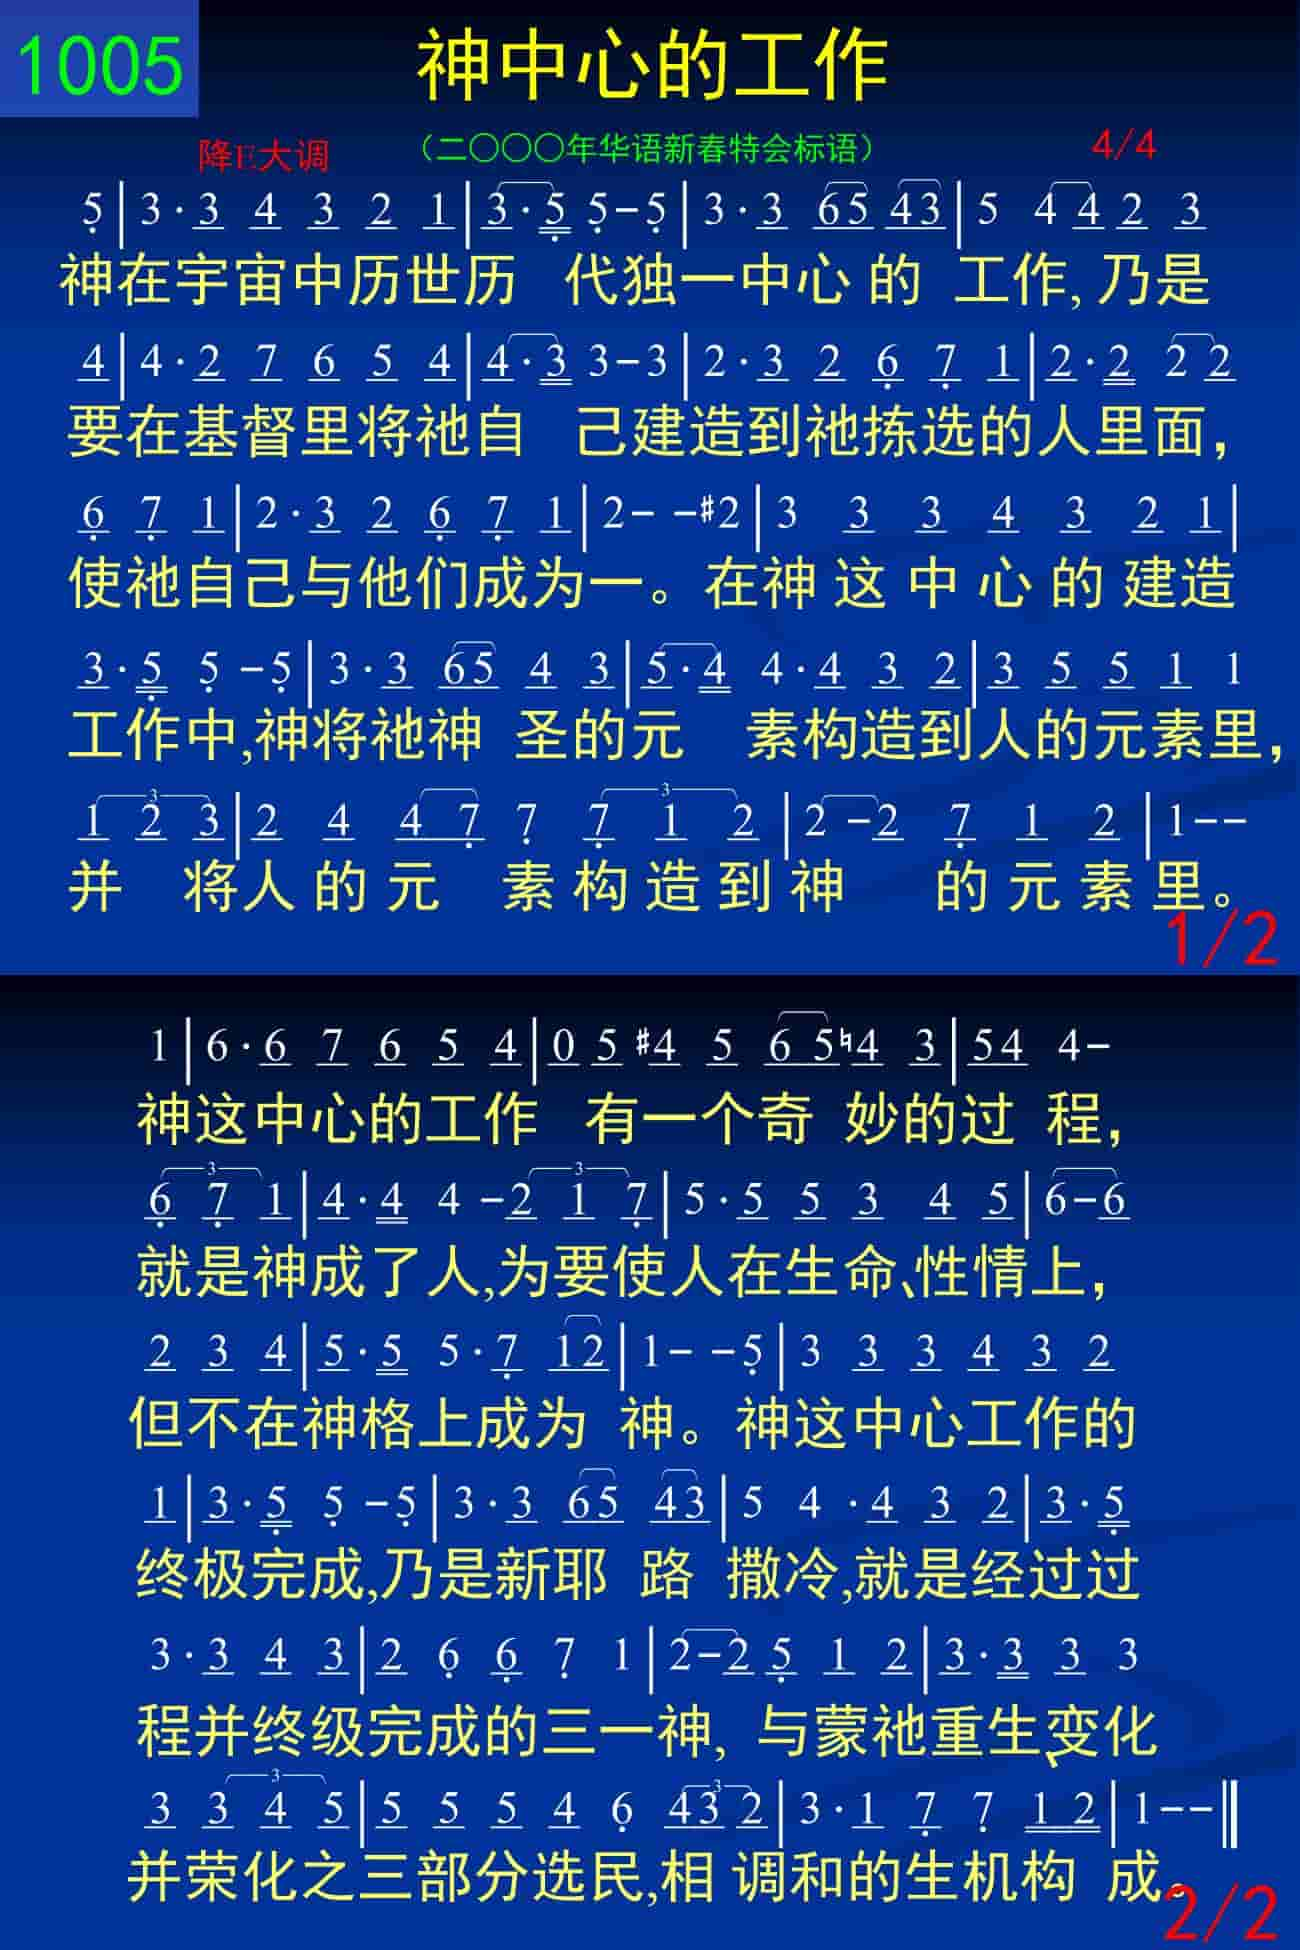 1005
神中心的工作
降E大调 (二〇〇〇年华语新春特会标语) 4/4
5|3·3 4 3 2 1|3·5 5-5|3·3 65 43|5 4 4 2 3
神在宇宙中历世历 代独一中心的 工作,乃是
4|4·2 7 6 5 4|4·3 3-3|2·3 2 6 7 1|2·2 2 2
要在基督里将祂自 己建造到祂拣选的人里面,
6 7 1|2·3 2 6 7 1|2- -#2|3 3 3 4 3 2 1|
使祂自己与他们成为一。在神这中心的建造
3·5 5 -5|3·3 65 4 3|5·4 4·4 3 2|3 5 5 1 1
工作中,神将祂神 圣的元 素构造到人的元素里,
1 2 3|2 4 4 7 7 7 1 2|2 -2 7 1 2|1--
并 将人的元 素构造到神 的元素里。
1/2
1|6·6 7 6 5 4|0 5 #4 5 6 5♮4 3|54 4-
神这中心的工作 有一个奇 妙的过 程,
6 7 1|4·4 4 -2 1 7|5·5 5 3 4 5|6-6
就是神成了人,为要使人在生命、性情上,
2 3 4|5·5 5·7 12|1- -5|3 3 3 4 3 2
但不在神格上成为 神。神这中心工作的
1|3·5 5 -5|3·3 65 43|5 4 ·4 3 2|3·5
终极完成,乃是新耶 路 撒冷,就是经过过
3·3 4 3|2 6 6 7 1|2-2 5 1 2|3·3 3 3
程并终级完成的三一神, 与蒙祂重生、变化
3 3 4 5|5 5 5 4 6 43 2|3·1 7 7 1 2|1--‖
并荣化之三部分选民,相 调和的生机构 成。
2/2